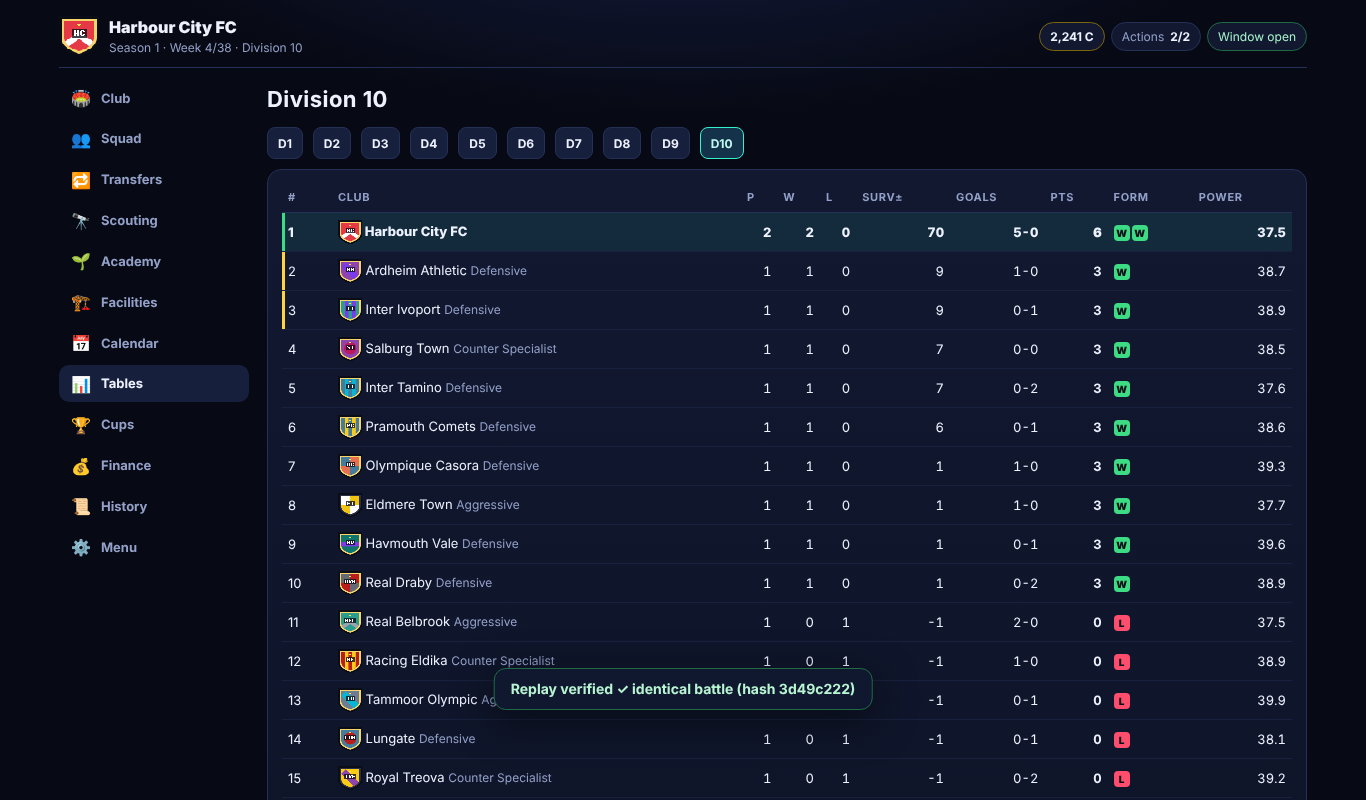 HC
Harbour City FC
Season 1 · Week 4/38 · Division 10
2,241 C
Actions 2/2
Window open
Club
Squad
Transfers
Scouting
Academy
Facilities
Calendar
Tables
Cups
Finance
History
Menu
Division 10
D1 D2 D3 D4 D5 D6 D7 D8 D9 D10
# CLUB P W L SURV± GOALS PTS FORM POWER
1 Harbour City FC 2 2 0 70 5-0 6 W W 37.5
2 Ardheim Athletic Defensive 1 1 0 9 1-0 3 W 38.7
3 Inter Ivoport Defensive 1 1 0 9 0-1 3 W 38.9
4 Salburg Town Counter Specialist 1 1 0 7 0-0 3 W 38.5
5 Inter Tamino Defensive 1 1 0 7 0-2 3 W 37.6
6 Pramouth Comets Defensive 1 1 0 6 0-1 3 W 38.6
7 Olympique Casora Defensive 1 1 0 1 1-0 3 W 39.3
8 Eldmere Town Aggressive 1 1 0 1 1-0 3 W 37.7
9 Havmouth Vale Defensive 1 1 0 1 0-1 3 W 39.6
10 Real Draby Defensive 1 1 0 1 0-2 3 W 38.9
11 Real Belbrook Aggressive 1 0 1 -1 2-0 0 L 37.5
12 Racing Eldika Counter Specialist 1 0 1 -1 1-0 0 L 38.9
Replay verified ✓ identical battle (hash 3d49c222)
13 Tammoor Olympic -1 0-1 0 L 39.9
14 Lungate Defensive 1 0 1 -1 0-1 0 L 38.1
15 Royal Treova Counter Specialist 1 0 1 -1 0-2 0 L 39.2